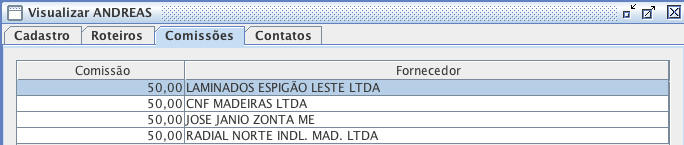 Visualizar ANDREAS
Cadastro Roteiros Comissões Contatos
Comissão Fornecedor
50,00 LAMINADOS ESPIGÃO LESTE LTDA
50,00 CNF MADEIRAS LTDA
50,00 JOSE JANIO ZONTA ME
50,00 RADIAL NORTE INDL. MAD. LTDA